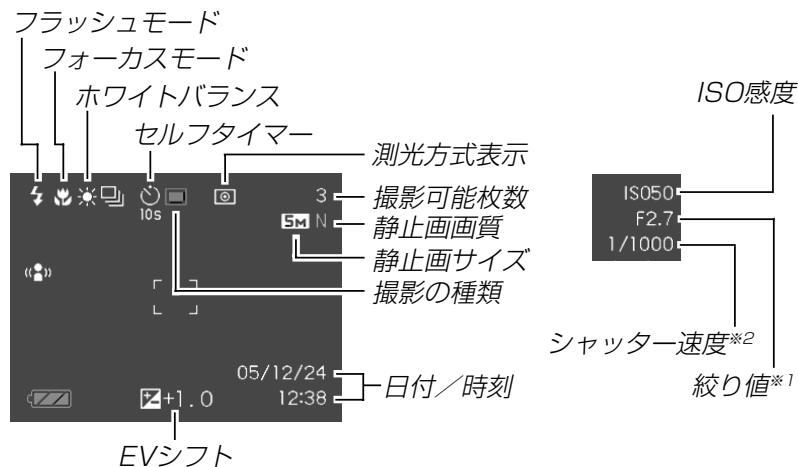 フラッシュモード
フォーカスモード
ホワイトバランス
セルフタイマー
測光方式表示
3
撮影可能枚数
10s
5M N
静止画画質
静止画サイズ
撮影の種類
05/12/24
12:38
日付／時刻
+1.0
EVシフト
ISO感度
ISO50
F2.7
1/1000
シャッター速度※2
絞り値※1